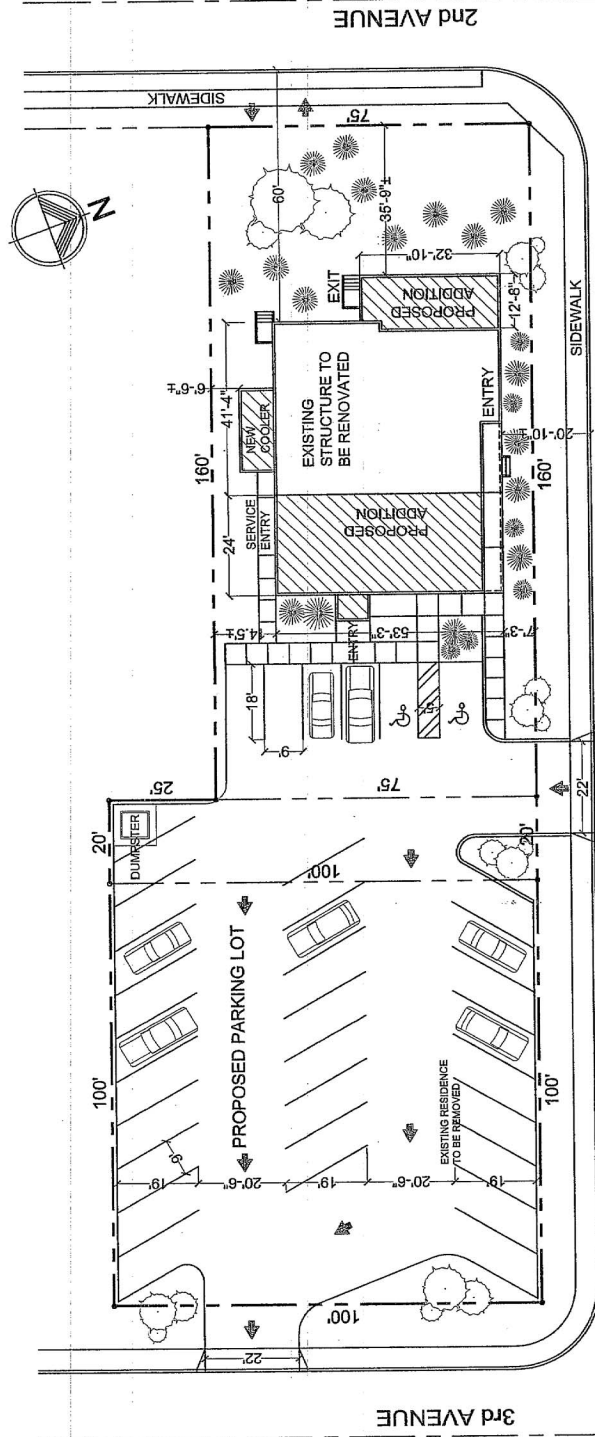 2nd AVENUE
SIDEWALK
75'
60'
N
35'-9"±
32'-10"
EXIT
PROPOSED
ADDITION
12'-8"
SIDEWALK
6'-6"±
41'-4"
NEW
COOLER
EXISTING
STRUCTURE TO
BE RENOVATED
ENTRY
20'-10"±
160'
160'
24'
SERVICE
ENTRY
PROPOSED
ADDITION
4.5'±
53'-3"
7'-3"
ENTRY
18'
9'
5'
25'
75'
22'
20'
DUMPSTER
100'
20'
PROPOSED PARKING LOT
100'
100'
EXISTING RESIDENCE
TO BE REMOVED
9'
19'
20'-6"
19'
20'-6"
19'
100'
22'
3rd AVENUE